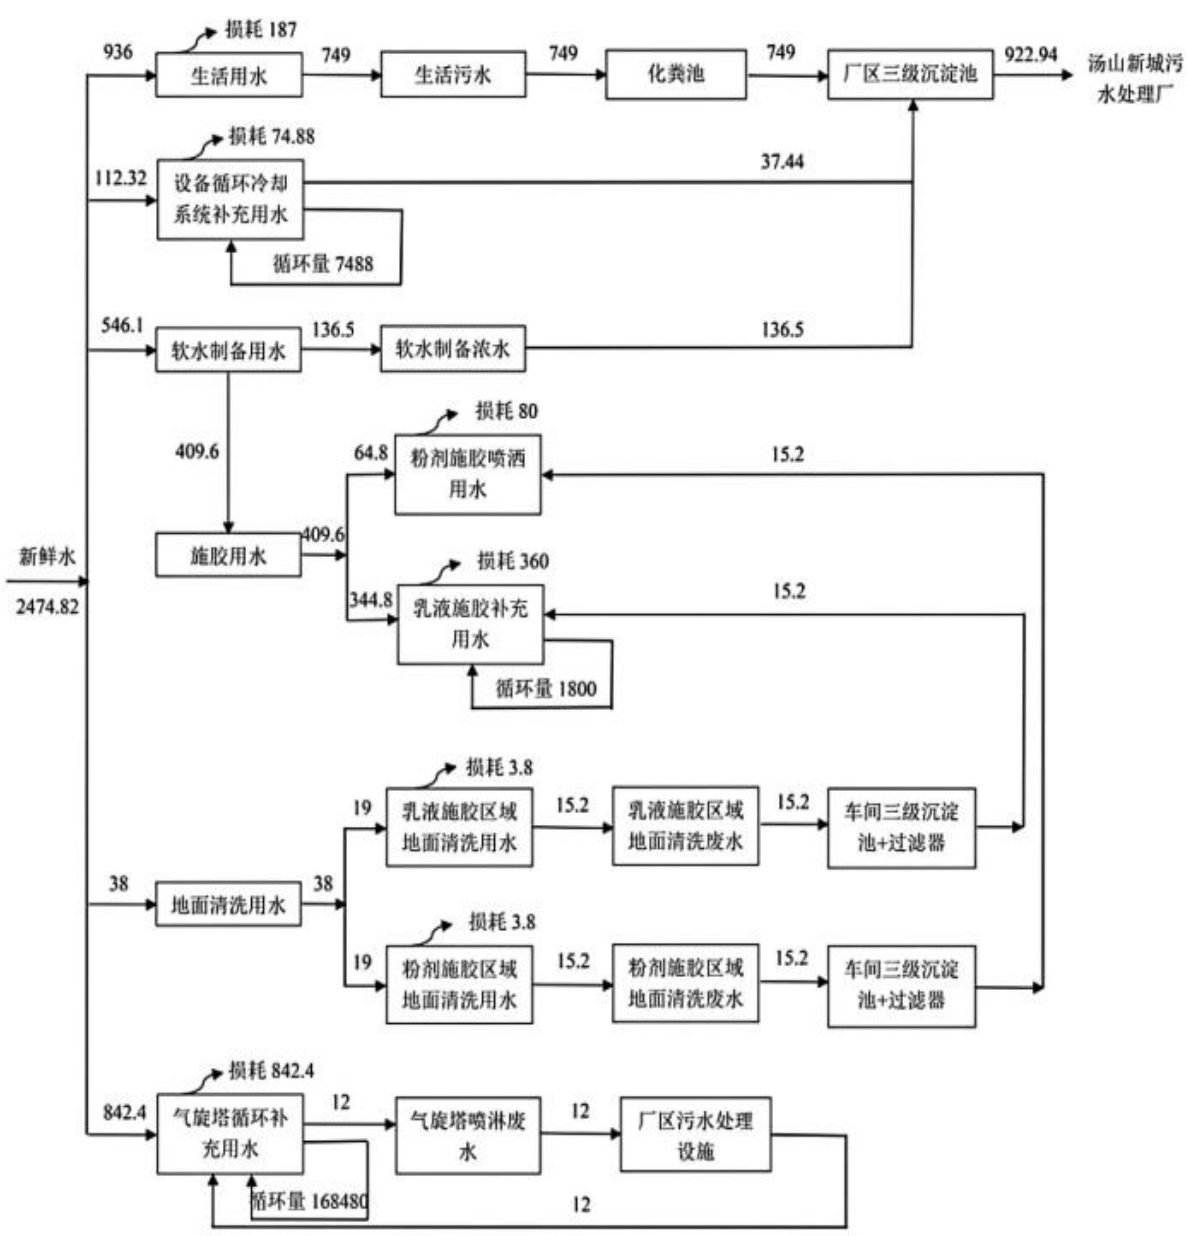 损耗 187
936
生活用水
749
生活污水
749
化粪池
749
厂区三级沉淀池
922.94
汤山新城污
水处理厂
损耗 74.88
112.32
设备循环冷却
系统补充用水
37.44
循环量 7488
546.1
软水制备用水
136.5
软水制备浓水
136.5
409.6
损耗 80
64.8
粉剂施胶喷洒
用水
15.2
施胶用水
409.6
损耗 360
344.8
乳液施胶补充
用水
15.2
循环量 1800
新鲜水
2474.82
损耗 3.8
19
乳液施胶区域
地面清洗用水
15.2
乳液施胶区域
地面清洗废水
15.2
车间三级沉淀
池+过滤器
38
地面清洗用水
38
损耗 3.8
19
粉剂施胶区域
地面清洗用水
15.2
粉剂施胶区域
地面清洗废水
15.2
车间三级沉淀
池+过滤器
损耗 842.4
842.4
气旋塔循环补
充用水
12
气旋塔喷淋废
水
12
厂区污水处理
设施
循环量 168480
12